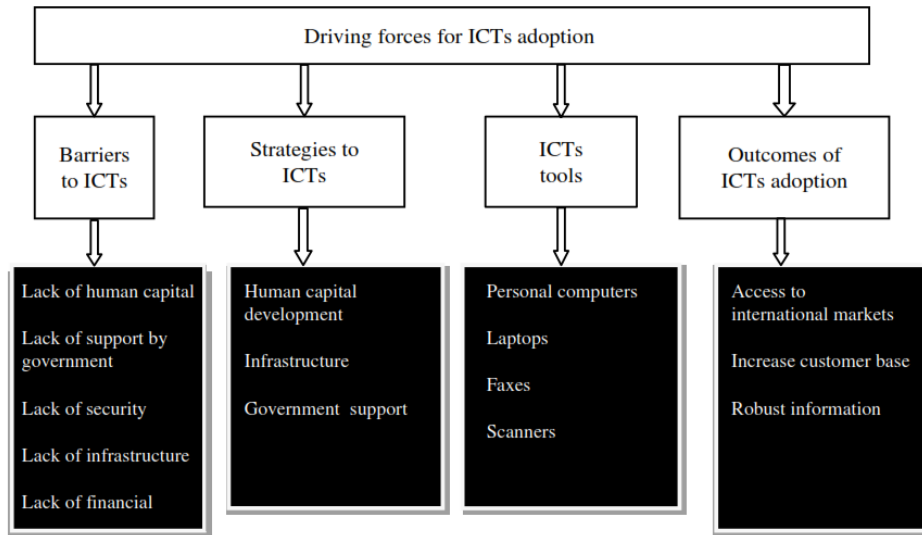 Driving forces for ICTs adoption
Barriers
to ICTs
Strategies to
ICTs
ICTs
tools
Outcomes of
ICTs adoption
Lack of human capital
Lack of support by
government
Lack of security
Lack of infrastructure
Lack of financial
Human capital
development
Infrastructure
Government support
Personal computers
Laptops
Faxes
Scanners
Access to
international markets
Increase customer base
Robust information